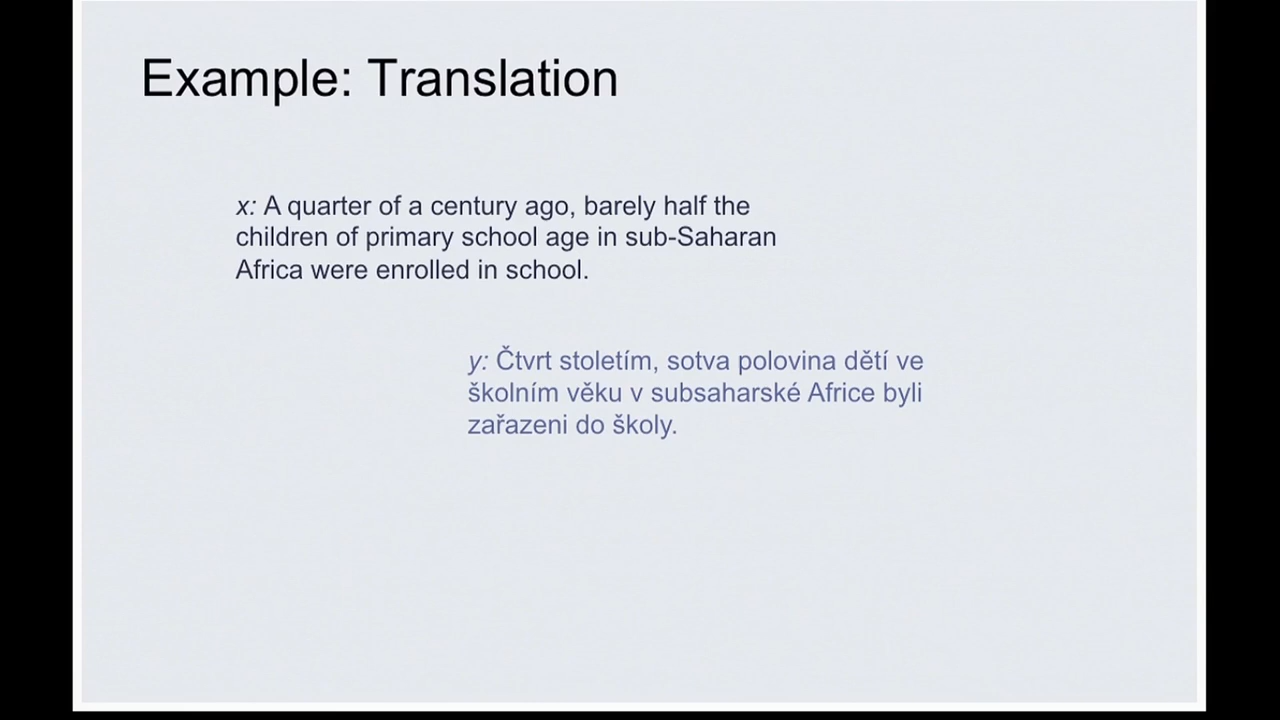 Example: Translation
x: A quarter of a century ago, barely half the
children of primary school age in sub-Saharan
Africa were enrolled in school.
y: Čtvrt stoletím, sotva polovina dětí ve
školním věku v subsaharské Africe byli
zařazeni do školy.